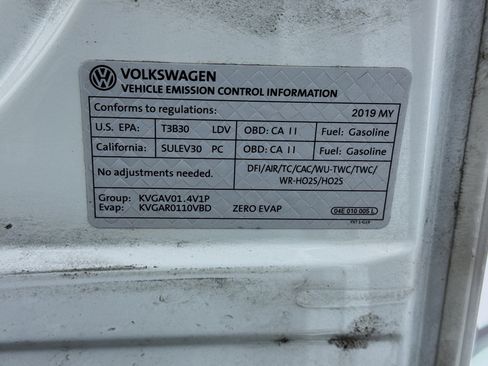 VOLKSWAGEN
VEHICLE EMISSION CONTROL INFORMATION
Conforms to regulations: 2019 MY
U.S. EPA: T3B30 LDV OBD: CA II Fuel: Gasoline
California: SULEV30 PC OBD: CA II Fuel: Gasoline
No adjustments needed. DFI/AIR/TC/CAC/WU-TWC/TWC/
WR-HO2S/HO2S
Group: KVGAV01.4V1P
Evap: KVGAR0110VBD ZERO EVAP 04E 010 005 L